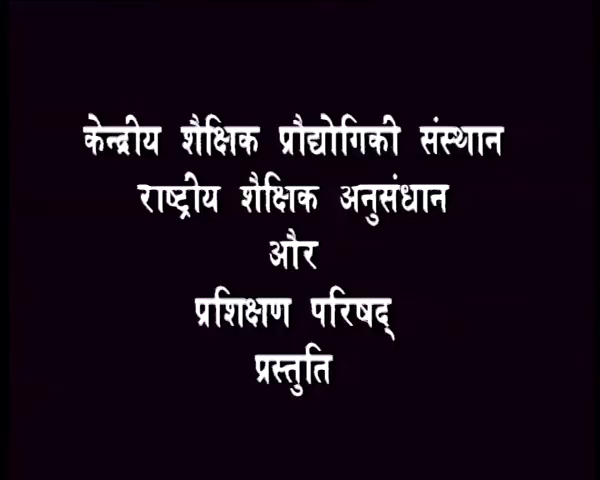 केन्द्रीय शैक्षिक प्रौद्योगिकी संस्थान
राष्ट्रीय शैक्षिक अनुसंधान
और
प्रशिक्षण परिषद्
प्रस्तुति